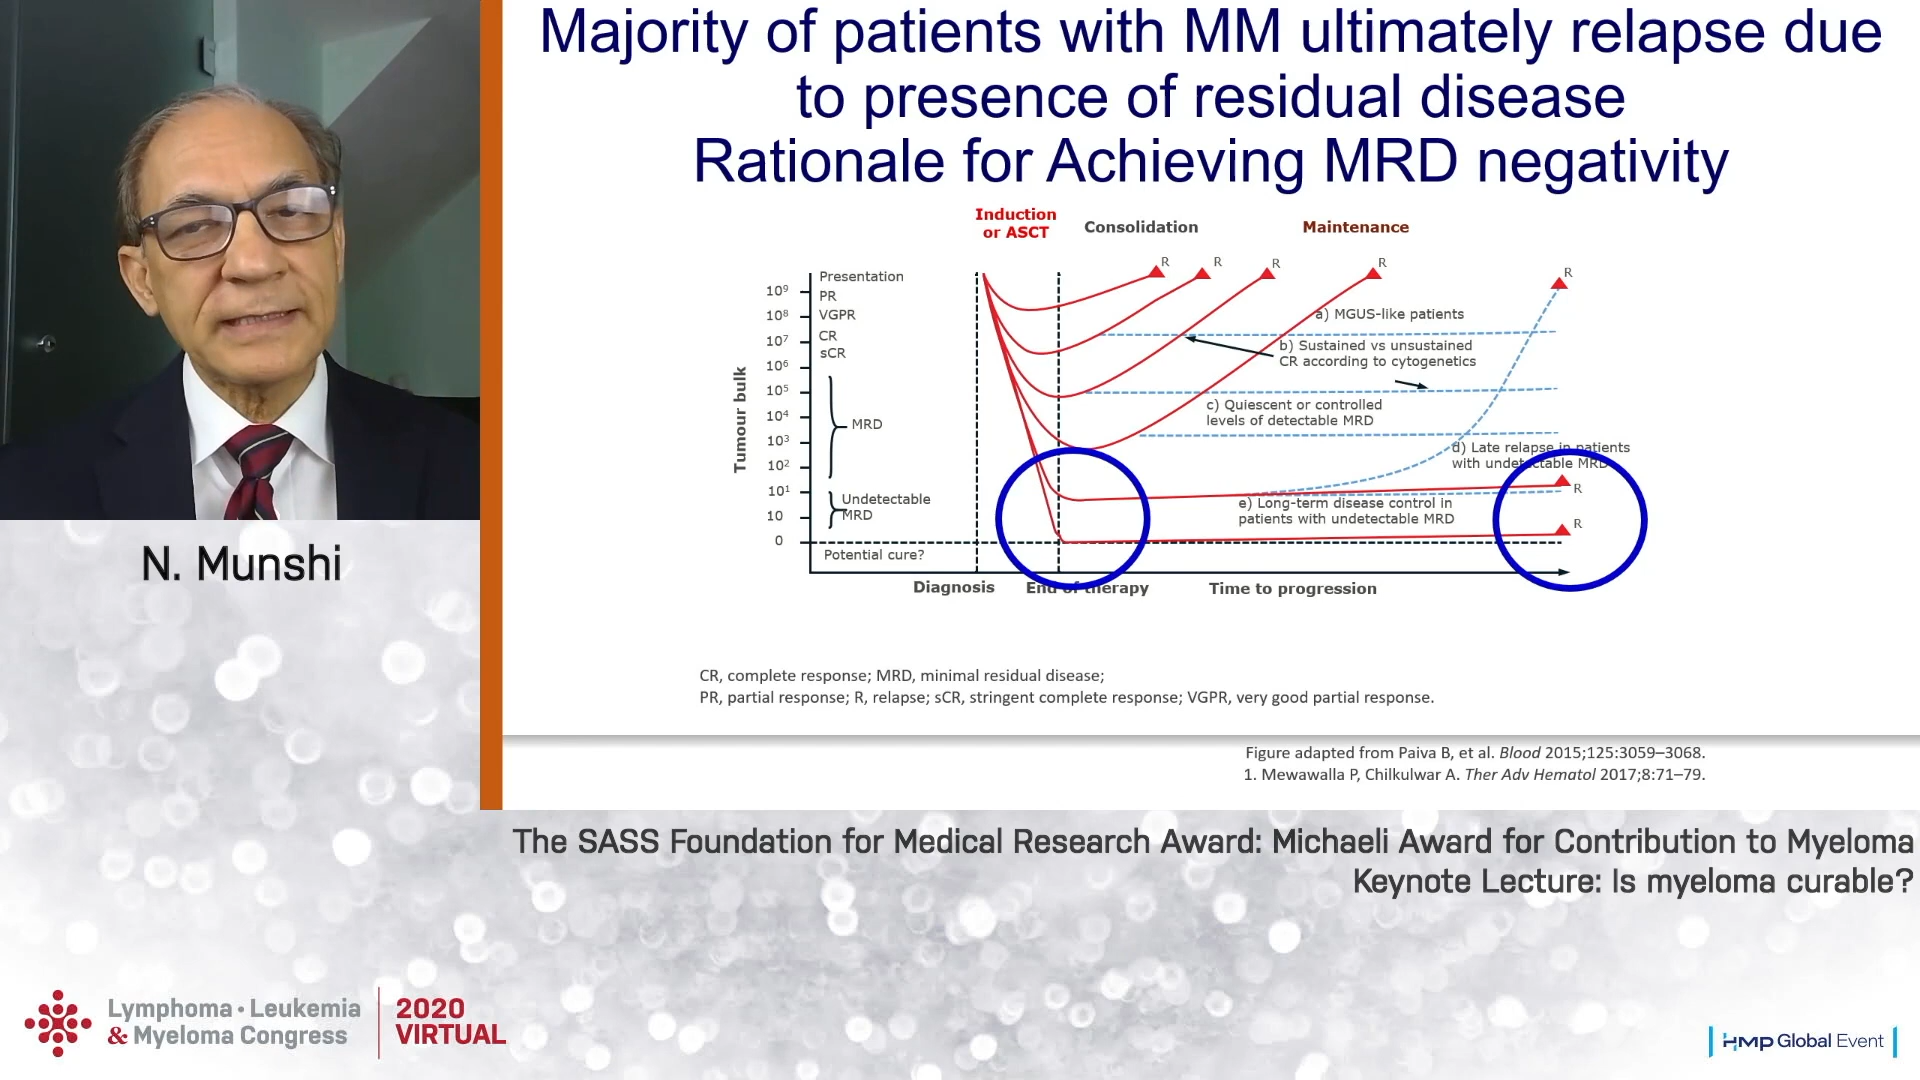 Majority of patients with MM ultimately relapse due
to presence of residual disease
Rationale for Achieving MRD negativity
Induction
or ASCT
Consolidation
Maintenance
R
R
R
R
R
Presentation
PR
VGPR
CR
sCR
MRD
Undetectable
MRD
Potential cure?
Tumour bulk
10⁹
10⁸
10⁷
10⁶
10⁵
10⁴
10³
10²
10¹
10
0
a) MGUS-like patients
b) Sustained vs unsustained
CR according to cytogenetics
c) Quiescent or controlled
levels of detectable MRD
d) Late relapse in patients
with undetectable MRD
R
e) Long-term disease control in
patients with undetectable MRD
R
Diagnosis
End of therapy
Time to progression
CR, complete response; MRD, minimal residual disease;
PR, partial response; R, relapse; sCR, stringent complete response; VGPR, very good partial response.
Figure adapted from Paiva B, et al. Blood 2015;125:3059–3068.
1. Mewawalla P, Chilkulwar A. Ther Adv Hematol 2017;8:71–79.
N. Munshi
The SASS Foundation for Medical Research Award: Michaeli Award for Contribution to Myeloma
Keynote Lecture: Is myeloma curable?
Lymphoma • Leukemia
& Myeloma Congress
2020
VIRTUAL
HMP Global Event